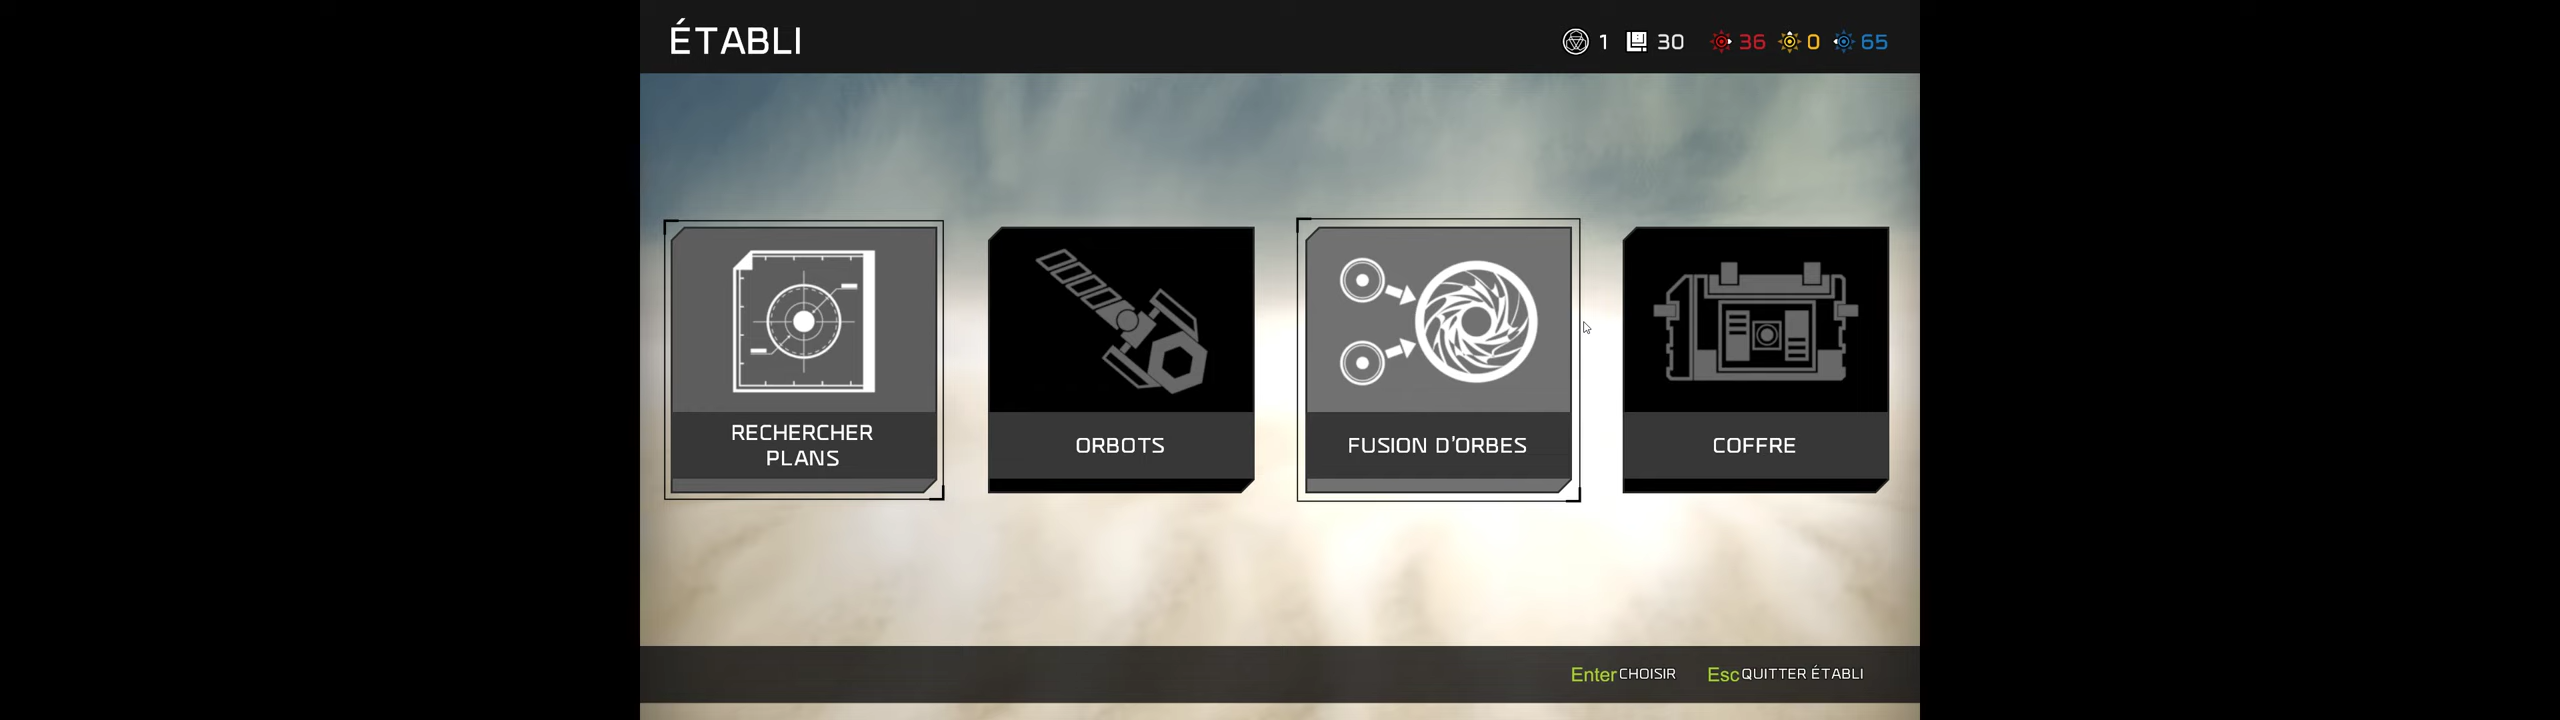 ÉTABLI
1 30 36 0 65
RECHERCHER
PLANS
ORBOTS
FUSION D'ORBES
COFFRE
Enter CHOISIR Esc QUITTER ÉTABLI